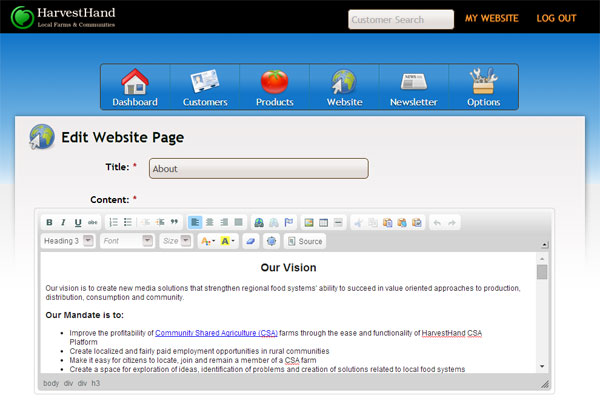 HarvestHand
Local Farms & Communities
Customer Search
MY WEBSITE
LOG OUT
Dashboard
Customers
Products
Website
Newsletter
Options
Edit Website Page
Title: *
About
Content: *
B I U abc
Heading 3 Font Size A A Source
Our Vision
Our vision is to create new media solutions that strengthen regional food systems' ability to succeed in value oriented approaches to production,
distribution, consumption and community.
Our Mandate is to:
Improve the profitability of Community Shared Agriculture (CSA) farms through the ease and functionality of HarvestHand CSA
Platform
Create localized and fairly paid employment opportunities in rural communities
Make it easy for citizens to locate, join and remain a member of a CSA farm
Create a space for exploration of ideas, identification of problems and creation of solutions related to local food systems
body div div h3